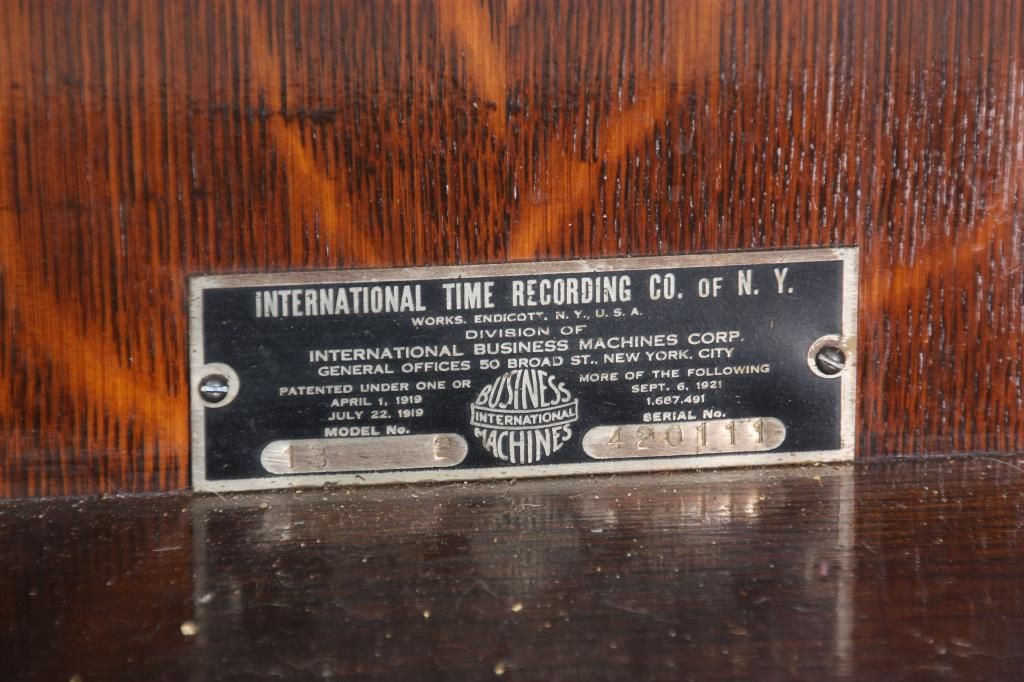 INTERNATIONAL TIME RECORDING CO. OF N. Y.
WORKS, ENDICOTT, N. Y., U. S. A.
DIVISION OF
INTERNATIONAL BUSINESS MACHINES CORP.
GENERAL OFFICES 50 BROAD ST., NEW YORK. CITY
PATENTED UNDER ONE OR MORE OF THE FOLLOWING
APRIL 1, 1919 SEPT. 6, 1921
JULY 22, 1919 1,687,491
BUSINESS
INTERNATIONAL
MACHINES
MODEL No. SERIAL No.
13 2 420111